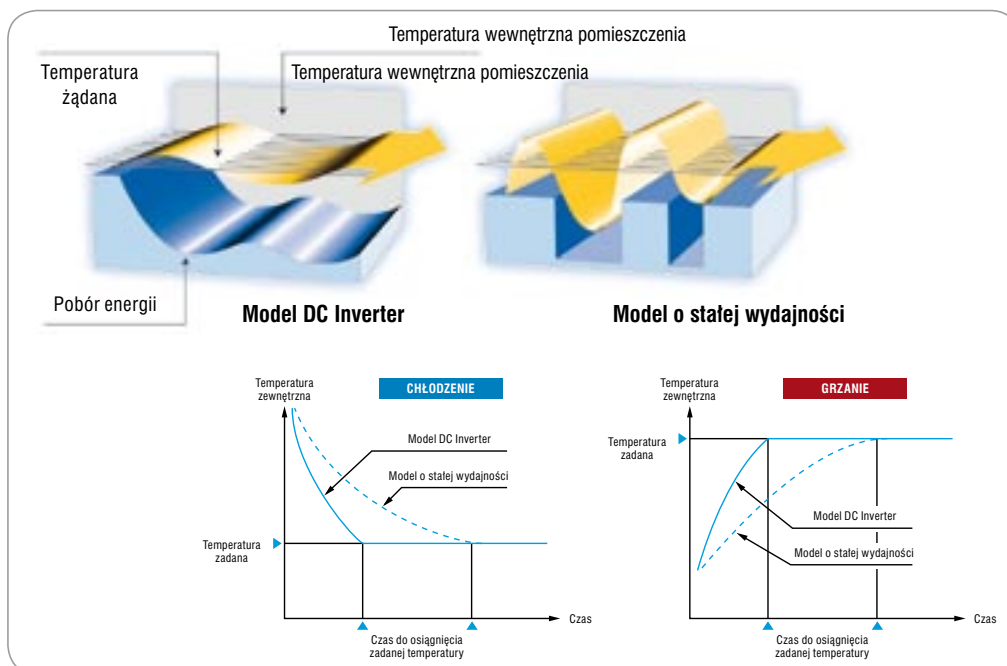 Temperatura wewnętrzna pomieszczenia
Temperatura
żądana
Temperatura wewnętrzna pomieszczenia
Pobór energii
Model DC Inverter
Model o stałej wydajności
Temperatura
zewnętrzna
CHŁODZENIE
Model DC Inverter
Model o stałej wydajności
Temperatura
zadana
Czas
Czas do osiągnięcia
zadanej temperatury
Temperatura
zewnętrzna
GRZANIE
Temperatura
zadana
Model DC Inverter
Model o stałej wydajności
Czas
Czas do osiągnięcia
zadanej temperatury